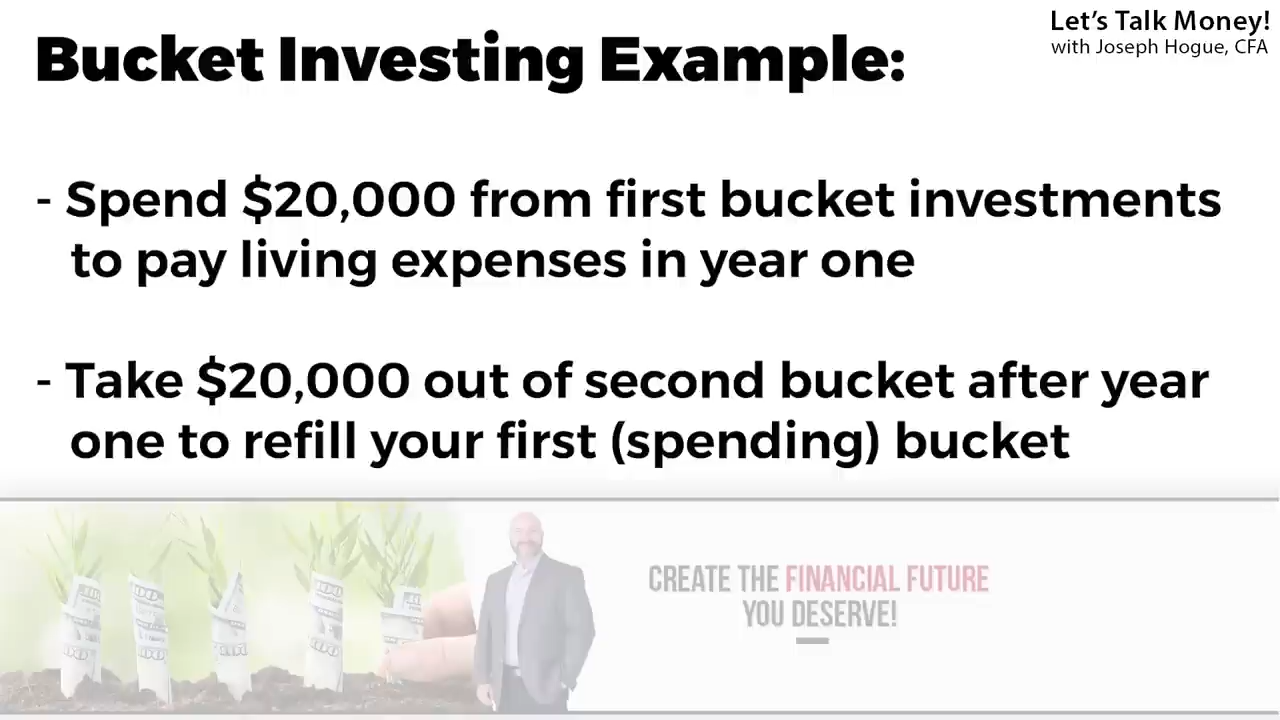 Let's Talk Money!
with Joseph Hogue, CFA
Bucket Investing Example:
- Spend $20,000 from first bucket investments
to pay living expenses in year one
- Take $20,000 out of second bucket after year
one to refill your first (spending) bucket
CREATE THE FINANCIAL FUTURE
YOU DESERVE!